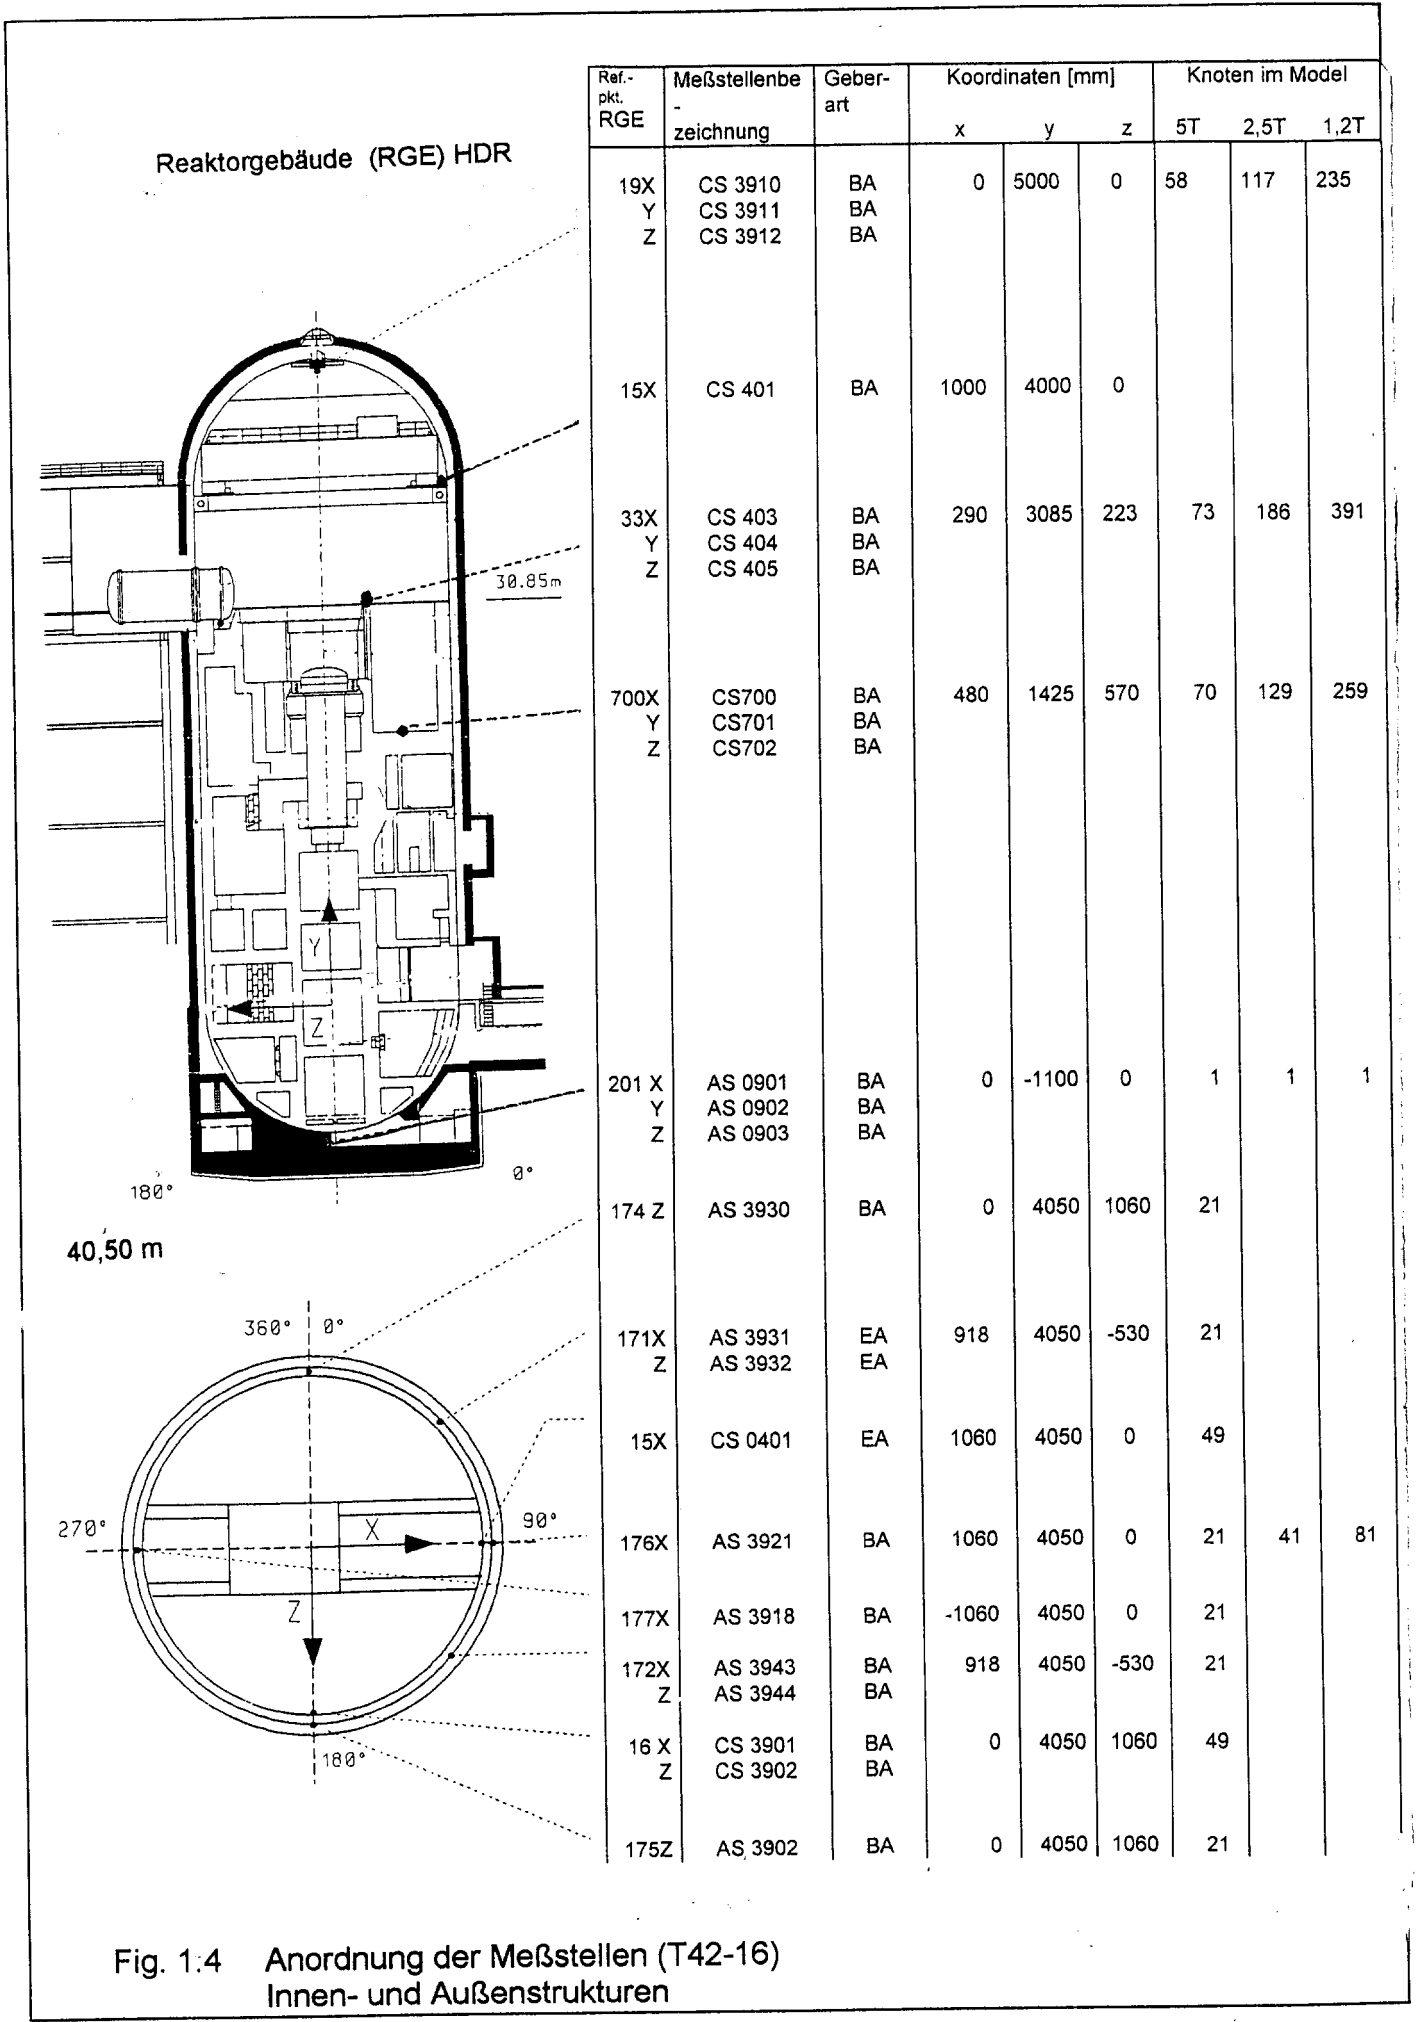 Reaktorgebäude (RGE) HDR
Ref.- Meßstellenbe Geber- Koordinaten [mm] Knoten im Model
pkt. - art
RGE zeichnung x y z 5T 2,5T 1,2T
19X CS 3910 BA 0 5000 0 58 117 235
Y CS 3911 BA
Z CS 3912 BA
15X CS 401 BA 1000 4000 0
33X CS 403 BA 290 3085 223 73 186 391
Y CS 404 BA
Z CS 405 BA
30.85m
700X CS700 BA 480 1425 570 70 129 259
Y CS701 BA
Z CS702 BA
Y
Z
201 X AS 0901 BA 0 -1100 0 1 1 1
Y AS 0902 BA
Z AS 0903 BA
180° 0°
174 Z AS 3930 BA 0 4050 1060 21
40,50 m
360° 0°
171X AS 3931 EA 918 4050 -530 21
Z AS 3932 EA
15X CS 0401 EA 1060 4050 0 49
270° X 90°
176X AS 3921 BA 1060 4050 0 21 41 81
Z
177X AS 3918 BA -1060 4050 0 21
172X AS 3943 BA 918 4050 -530 21
Z AS 3944 BA
16 X CS 3901 BA 0 4050 1060 49
Z CS 3902 BA
180°
175Z AS 3902 BA 0 4050 1060 21
Fig. 1.4 Anordnung der Meßstellen (T42-16)
Innen- und Außenstrukturen